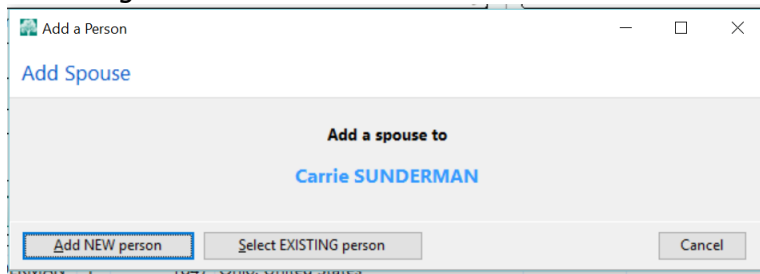 Add a Person
Add Spouse
Add a spouse to
Carrie SUNDERMAN
Add NEW person
Select EXISTING person
Cancel